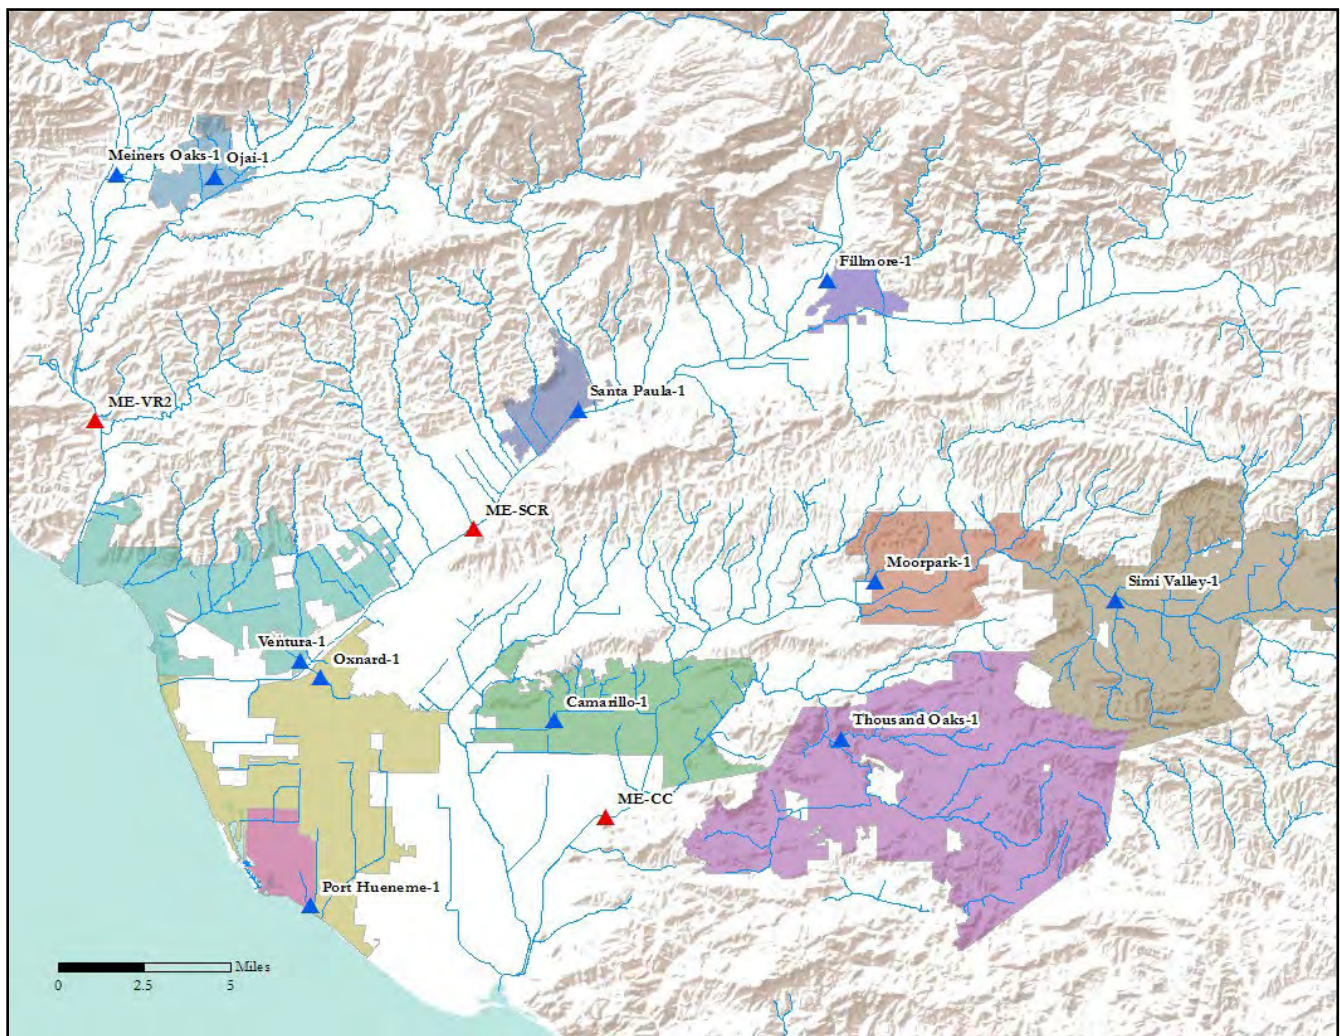 Meiners Oaks-1
Ojai-1
Fillmore-1
Santa Paula-1
ME-VR2
ME-SCR
Moorpark-1
Simi Valley-1
Ventura-1
Oxnard-1
Camarillo-1
Thousand Oaks-1
ME-CC
Port Hueneme-1
Miles
0 2.5 5